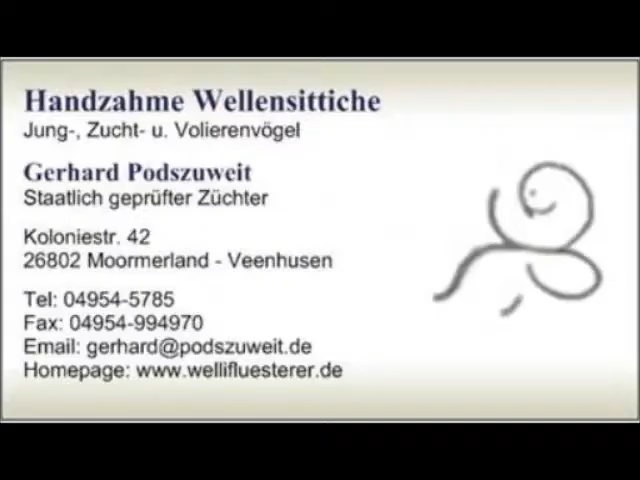 Handzahme Wellensittiche
Jung-, Zucht- u. Volierenvögel
Gerhard Podszuweit
Staatlich geprüfter Züchter
Koloniestr. 42
26802 Moormerland - Veenhusen
Tel: 04954-5785
Fax: 04954-994970
Email: gerhard@podszuweit.de
Homepage: www.wellifluesterer.de